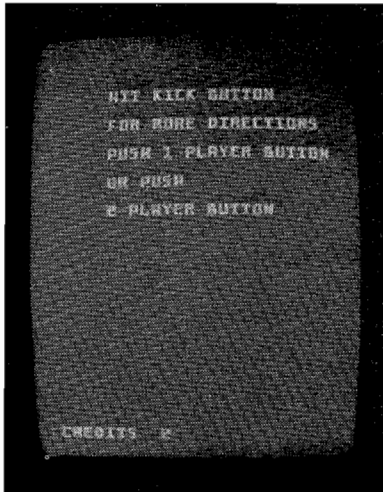 HIT KICK BUTTON
FOR MORE DIRECTIONS
PUSH 1 PLAYER BUTTON
OR PUSH
2 PLAYER BUTTON
CREDITS 2